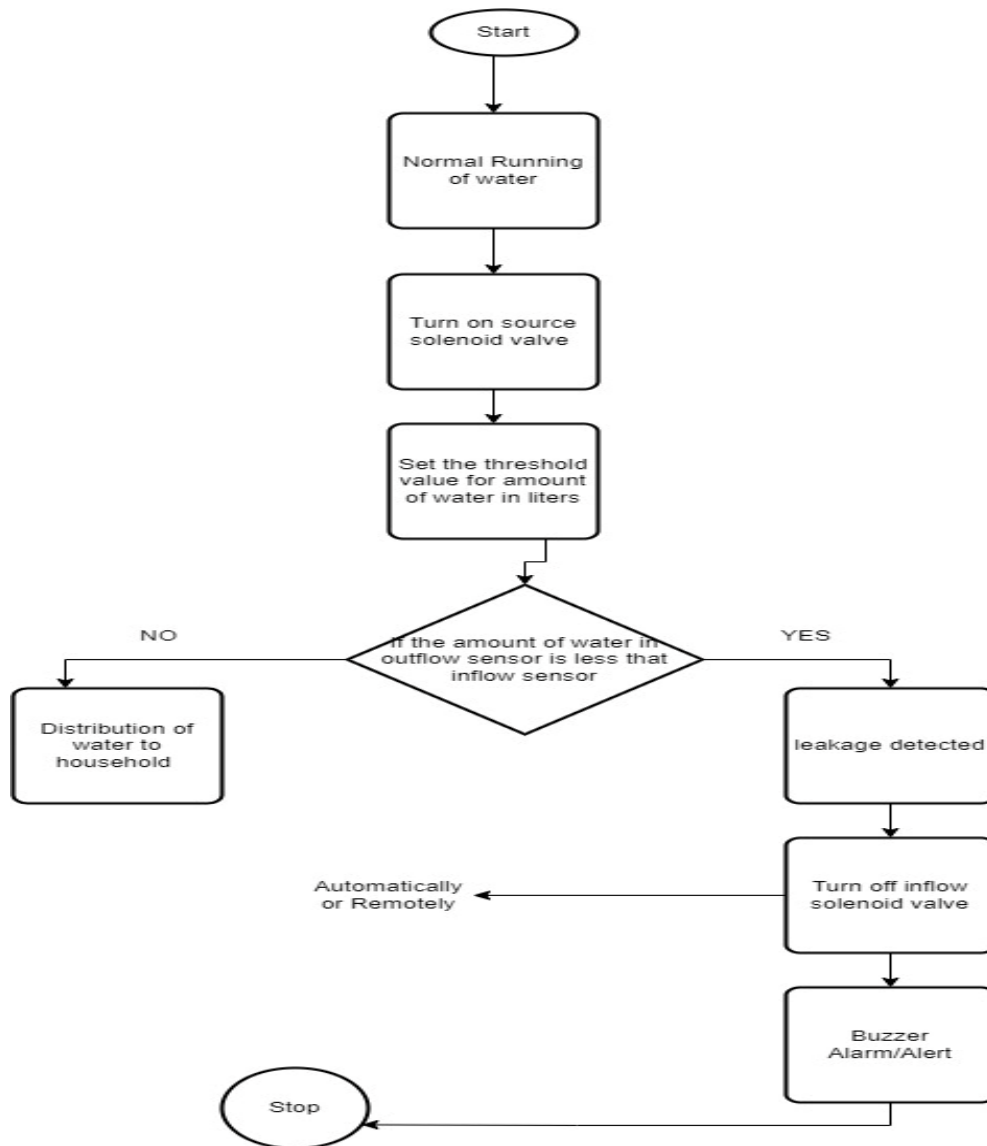 Start
Normal Running
of water
Turn on source
solenoid valve
Set the threshold
value for amount
of water in liters
If the amount of water in
outflow sensor is less that
inflow sensor
NO
YES
Distribution of
water to
household
leakage detected
Turn off inflow
solenoid valve
Automatically
or Remotely
Buzzer
Alarm/Alert
Stop